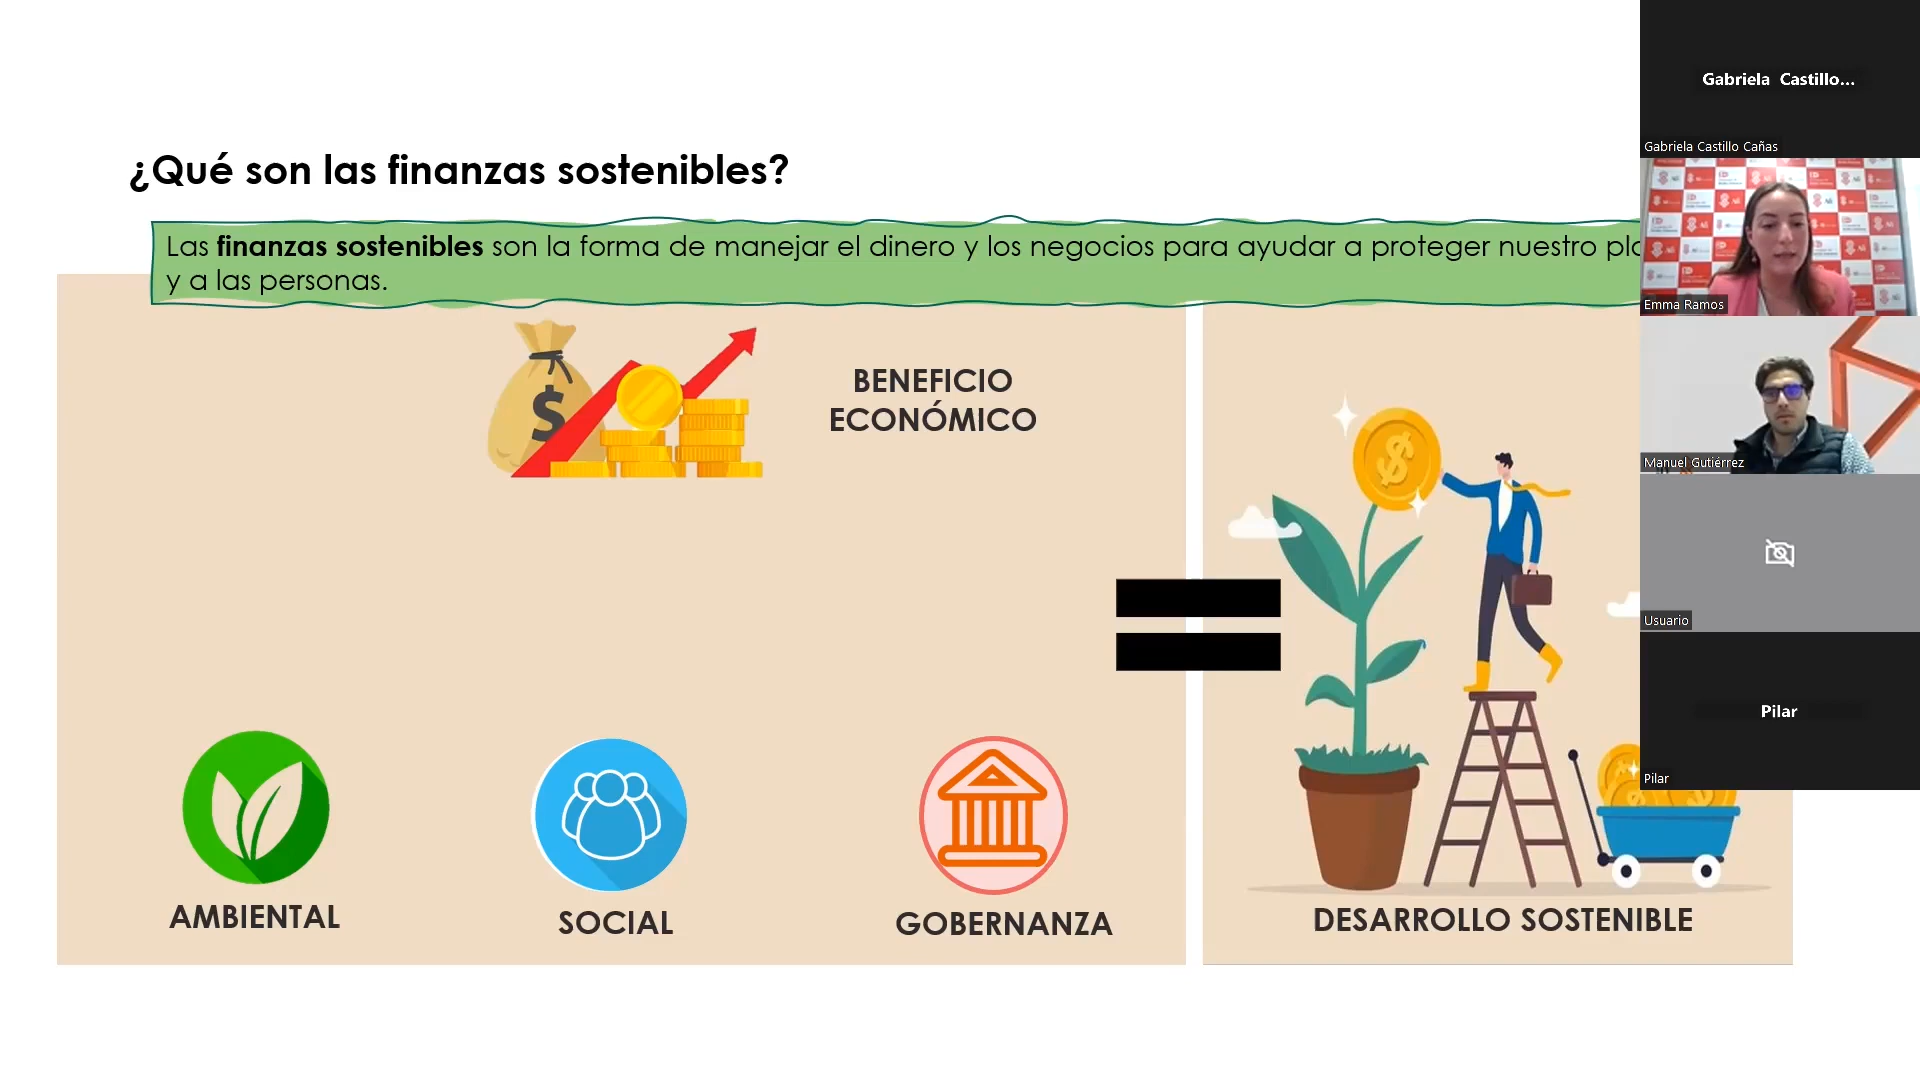 ¿Qué son las finanzas sostenibles?
Las finanzas sostenibles son la forma de manejar el dinero y los negocios para ayudar a proteger nuestro
y a las personas.
BENEFICIO
ECONÓMICO
$
$
AMBIENTAL
SOCIAL
GOBERNANZA
DESARROLLO SOSTENIBLE
Gabriela Castillo...
Gabriela Castillo Cañas
Emma Ramos
Manuel Gutiérrez
Usuario
Pilar
Pilar